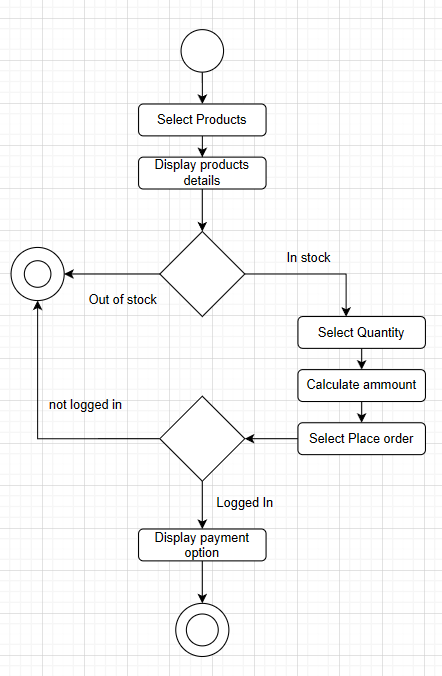 Select Products
Display products
details
In stock
Out of stock
Select Quantity
Calculate ammount
not logged in
Select Place order
Logged In
Display payment
option